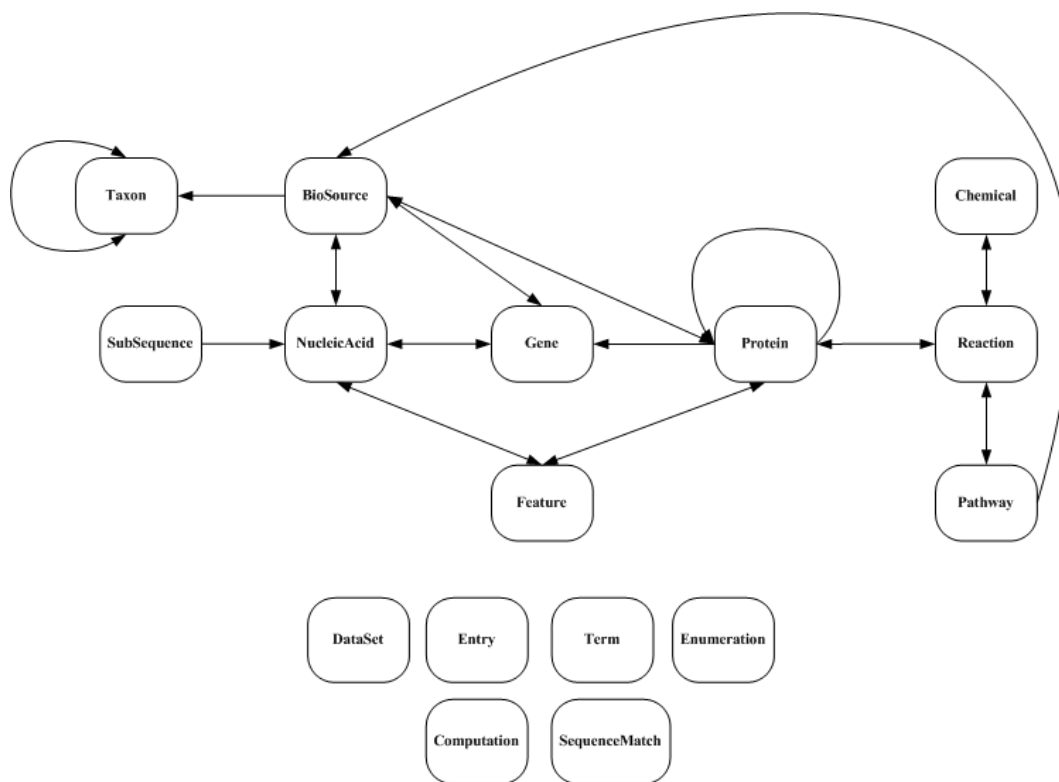 Taxon
BioSource
Chemical
SubSequence
NucleicAcid
Gene
Protein
Reaction
Feature
Pathway
DataSet
Entry
Term
Enumeration
Computation
SequenceMatch